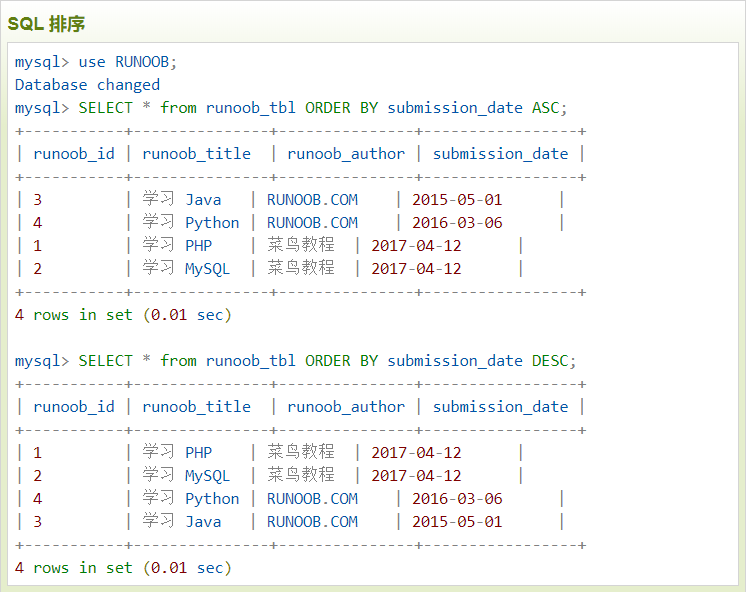 SQL 排序
mysql> use RUNOOB;
Database changed
mysql> SELECT * from runoob_tbl ORDER BY submission_date ASC;
+-----------+---------------+---------------+-----------------+
| runoob_id | runoob_title  | runoob_author | submission_date |
+-----------+---------------+---------------+-----------------+
| 3         | 学习 Java   | RUNOOB.COM    | 2015-05-01      |
| 4         | 学习 Python | RUNOOB.COM    | 2016-03-06      |
| 1         | 学习 PHP    | 菜鸟教程  | 2017-04-12      |
| 2         | 学习 MySQL  | 菜鸟教程  | 2017-04-12      |
+-----------+---------------+---------------+-----------------+
4 rows in set (0.01 sec)
mysql> SELECT * from runoob_tbl ORDER BY submission_date DESC;
+-----------+---------------+---------------+-----------------+
| runoob_id | runoob_title  | runoob_author | submission_date |
+-----------+---------------+---------------+-----------------+
| 1         | 学习 PHP    | 菜鸟教程  | 2017-04-12      |
| 2         | 学习 MySQL  | 菜鸟教程  | 2017-04-12      |
| 4         | 学习 Python | RUNOOB.COM    | 2016-03-06      |
| 3         | 学习 Java   | RUNOOB.COM    | 2015-05-01      |
+-----------+---------------+---------------+-----------------+
4 rows in set (0.01 sec)